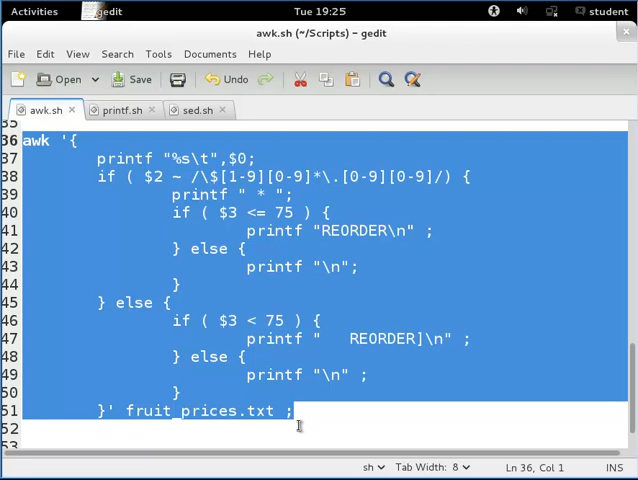 Activities gedit Tue 19:25 student
awk.sh (~/Scripts) - gedit ×
File Edit View Search Tools Documents Help
Open Save Undo
awk.sh × printf.sh × sed.sh ×
35
36 awk '{
37 printf "%s\t",$0;
38 if ( $2 ~ /\$[1-9][0-9]*\.[0-9][0-9]/) {
39 printf " * ";
40 if ( $3 <= 75 ) {
41 printf "REORDER\n" ;
42 } else {
43 printf "\n";
44 }
45 } else {
46 if ( $3 < 75 ) {
47 printf "   REORDER]\n" ;
48 } else {
49 printf "\n" ;
50 }
51 }' fruit_prices.txt ;
52
53
sh Tab Width: 8 Ln 36, Col 1 INS